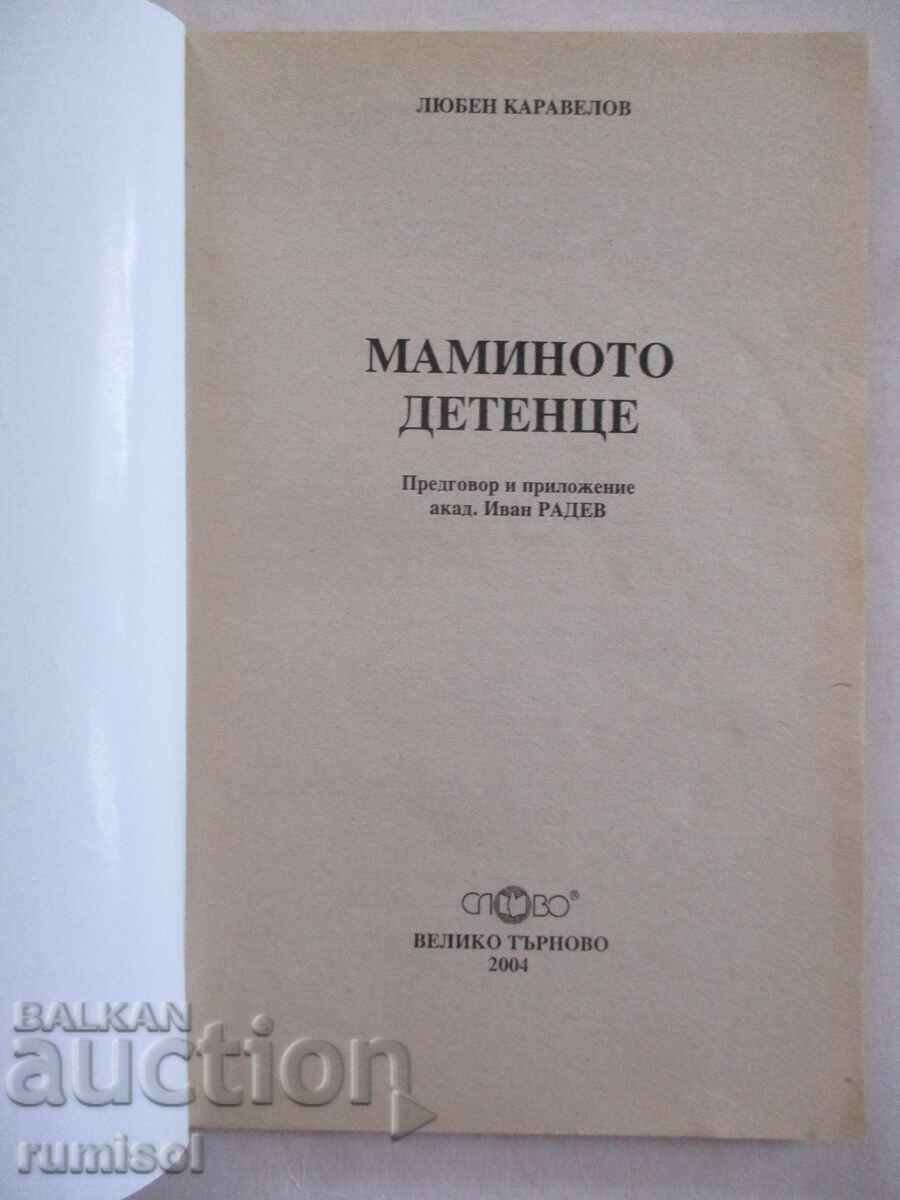 ЛЮБЕН КАРАВЕЛОВ
МАМИНОТО
ДЕТЕНЦЕ
Предговор и приложение
акад. Иван РАДЕВ
СЛОВО®
ВЕЛИКО ТЪРНОВО
2004
BALKAN
auction
rumisol